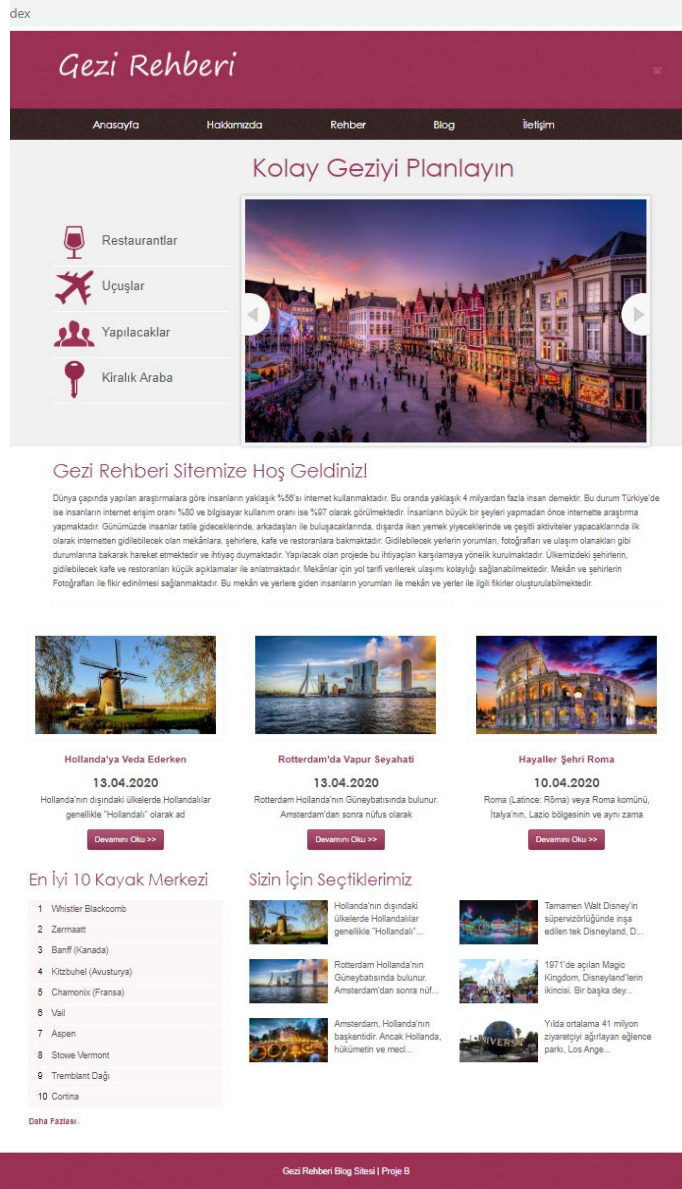 dex
Gezi Rehberi
Anasayfa Hakkımızda Rehber Blog İletişim
Kolay Geziyi Planlayın
Restaurantlar
Uçuşlar
Yapılacaklar
Kiralık Araba
Gezi Rehberi Sitemize Hoş Geldiniz!
Dünya çapında yapılan araştırmalara göre insanların yaklaşık %56'sı internet kullanmaktadır. Bu oranda yaklaşık 4 milyardan fazla insan demektir. Bu durum Türkiye'de
ise insanların internet erişim oranı %80 ve bilgisayar kullanım oranı ise %97 olarak görülmektedir. İnsanların büyük bir şeyleri yapmadan önce internette araştırma
yapmaktadır. Günümüzde insanlar tatile gideceklerinde, arkadaşları ile buluşacaklarında, dışarda iken yemek yiyeceklerinde ve çeşitli aktiviteler yapacaklarında ilk
olarak internetten gidilebilecek olan mekânlara, şehirlere, kafe ve restoranlara bakmaktadır. Gidilebilecek yerlerin yorumları, fotoğrafları ve ulaşım olanakları gibi
durumlarına bakarak hareket etmektedir ve ihtiyaç duymaktadır. Yapılacak olan projede bu ihtiyaçları karşılamaya yönelik kurulmaktadır. Ülkemizdeki şehirlerin,
gidilebilecek kafe ve restoranları küçük açıklamalar ile anlatmaktadır. Mekânlar için yol tarifi verilerek ulaşımı kolaylığı sağlanabilmektedir. Mekân ve şehirlerin
Fotoğrafları ile fikir edinilmesi sağlanmaktadır. Bu mekân ve yerlere giden insanların yorumları ile mekân ve yerler ile ilgili fikirler oluşturulabilmektedir.
Hollanda'ya Veda Ederken
13.04.2020
Hollanda'nın dışındaki ülkelerde Hollandalılar
genellikle "Hollandalı" olarak ad
Devamını Oku >>
Rotterdam'da Vapur Seyahati
13.04.2020
Rotterdam Hollanda'nın Güneybatısında bulunur.
Amsterdam'dan sonra nüfus olarak
Devamını Oku >>
Hayaller Şehri Roma
10.04.2020
Roma (Latince: Rōma) veya Roma komünü,
İtalya'nın, Lazio bölgesinin ve aynı zama
Devamını Oku >>
En İyi 10 Kayak Merkezi
1 Whistler Blackcomb
2 Zermaatt
3 Banff (Kanada)
4 Kitzbuhel (Avusturya)
5 Chamonix (Fransa)
6 Vail
7 Aspen
8 Stowe Vermont
9 Tremblant Dağı
10 Cortina
Daha Fazlası
Sizin İçin Seçtiklerimiz
Hollanda'nın dışındaki
ülkelerde Hollandalılar
genellikle "Hollandalı"...
Tamamen Walt Disney'in
süpervizörlüğünde inşa
edilen tek Disneyland, D...
Rotterdam Hollanda'nın
Güneybatısında bulunur.
Amsterdam'dan sonra nüf...
1971'de açılan Magic
Kingdom, Disneyland'lerin
ikincisi. Bir başka dey...
Amsterdam, Hollanda'nın
başkentidir. Ancak Hollanda,
hükümetin ve mecl...
Yılda ortalama 41 milyon
ziyaretçiyi ağırlayan eğlence
parkı, Los Ange...
Gezi Rehberi Blog Sitesi | Proje B